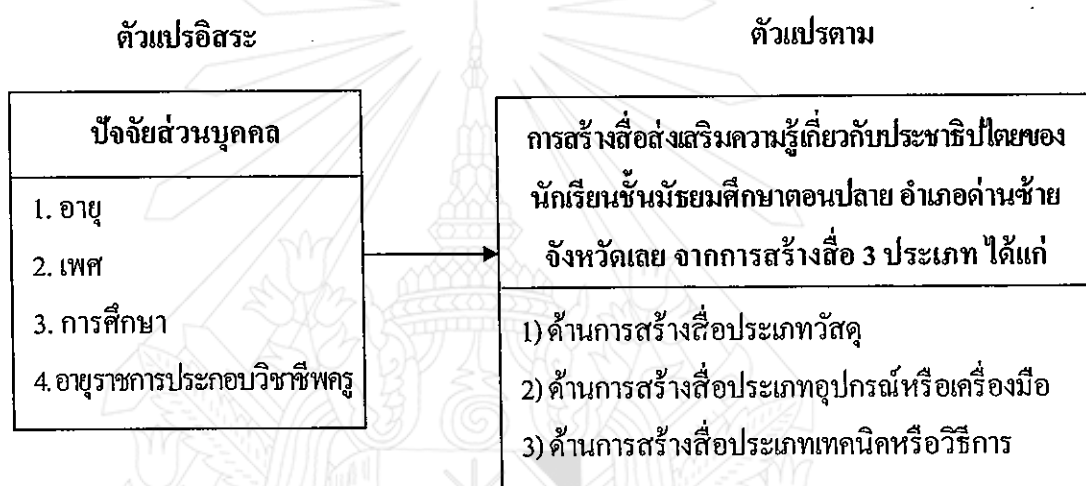 ตัวแปรอิสระ
ปัจจัยส่วนบุคคล
1. อายุ
2. เพศ
3. การศึกษา
4. อายุราชการประกอบวิชาชีพครู
ตัวแปรตาม
การสร้างสื่อส่งเสริมความรู้เกี่ยวกับประชาธิปไตยของ
นักเรียนชั้นมัธยมศึกษาตอนปลาย อำเภอด่านซ้าย
จังหวัดเลย จากการสร้างสื่อ 3 ประเภท ได้แก่
1) ด้านการสร้างสื่อประเภทวัสดุ
2) ด้านการสร้างสื่อประเภทอุปกรณ์หรือเครื่องมือ
3) ด้านการสร้างสื่อประเภทเทคนิคหรือวิธีการ